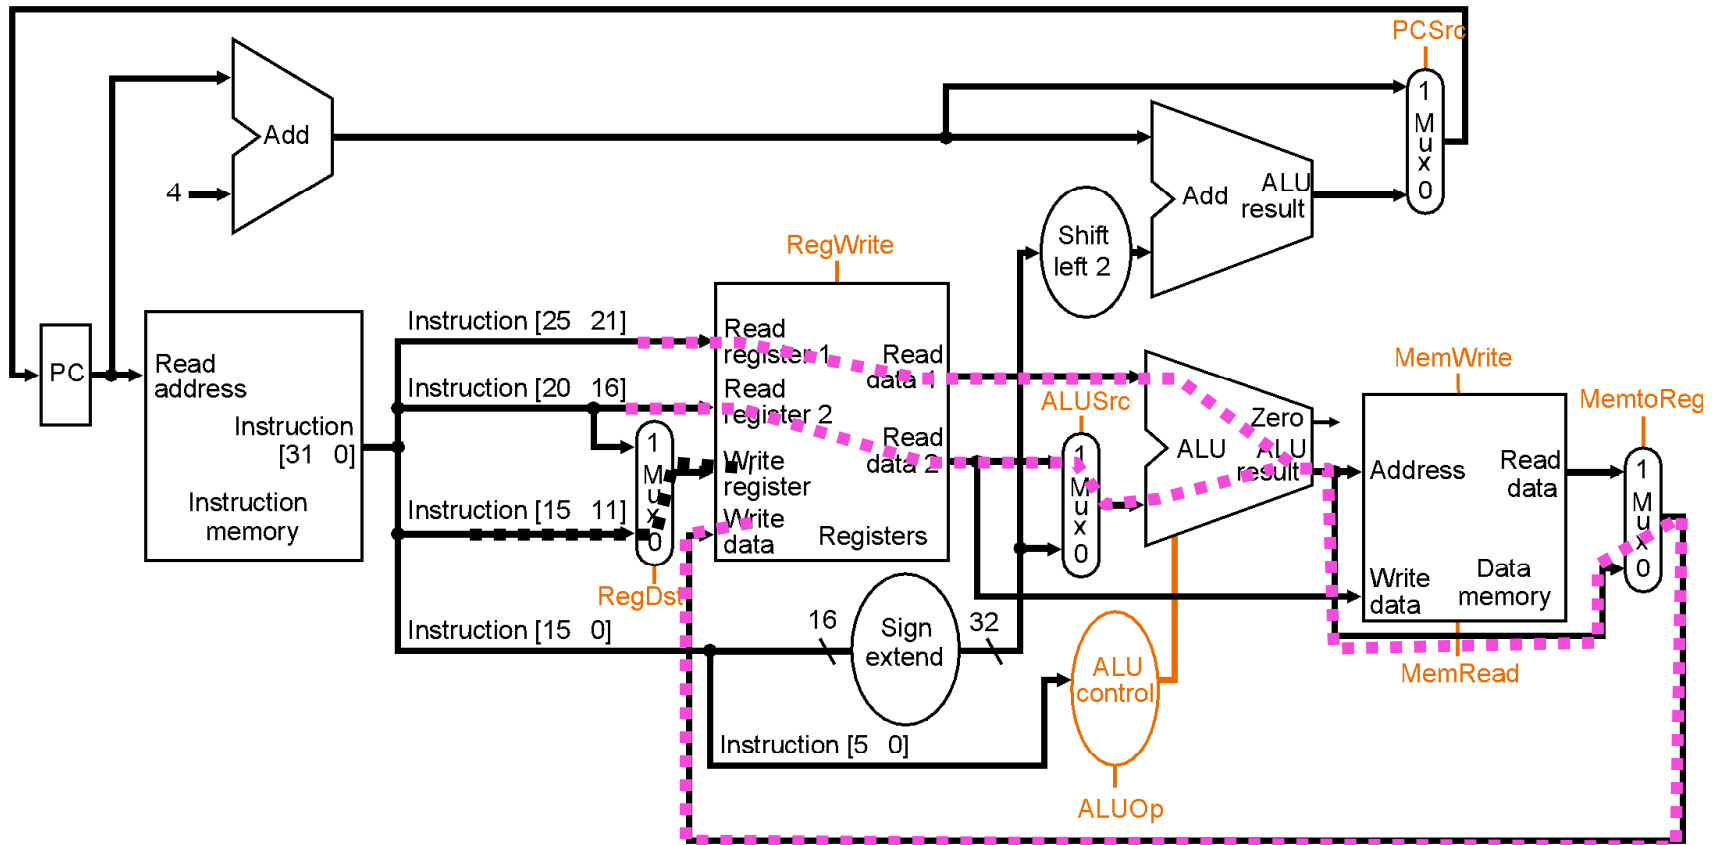 PCSrc
1
M
u
x
0
Add
4
Add
ALU
result
Shift
left 2
RegWrite
PC
Read
address
Instruction
[31 0]
Instruction
memory
Instruction [25 21]
Instruction [20 16]
Instruction [15 11]
Instruction [15 0]
Instruction [5 0]
1
M
u
x
0
RegDst
Read
register 1
Read
register 2
Write
register
Write
data
Read
data 1
Read
data 2
Registers
16
Sign
extend
32
ALUSrc
1
M
u
x
0
Zero
ALU
ALU
result
ALU
control
ALUOp
MemWrite
Address
Read
data
Write
data
Data
memory
MemRead
MemtoReg
1
M
u
x
0